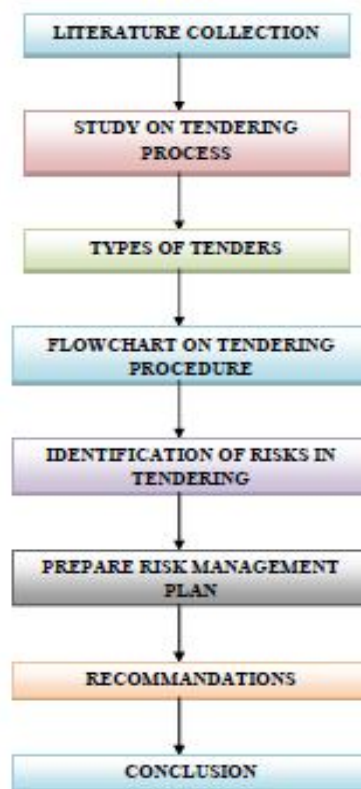 LITERATURE COLLECTION
STUDY ON TENDERING
PROCESS
TYPES OF TENDERS
FLOWCHART ON TENDERING
PROCEDURE
IDENTIFICATION OF RISKS IN
TENDERING
PREPARE RISK MANAGEMENT
PLAN
RECOMMANDATIONS
CONCLUSION